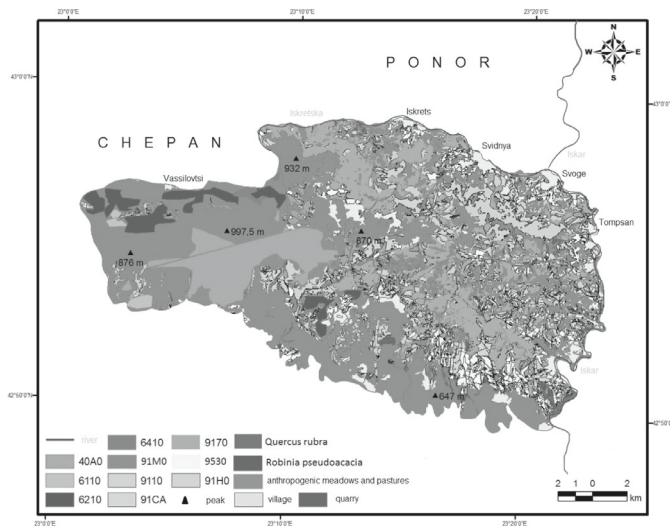 23°0'0"E 23°10'0"E 23°20'0"E
N
W E
S
PONOR
43°0'0"N 43°0'0"N
Iskretska Iskrets
CHEPAN
Svidnya
Iskar
932 m
Vassilovtsi
Svoge
Tompsan
997,5 m
870 m
876 m
Iskar
647 m
42°50'0"N
42°50'0"N
river 6410 9170 Quercus rubra
40A0 91M0 9530 Robinia pseudoacacia
6110 9110 91H0 anthropogenic meadows and pastures
6210 91CA peak village quarry
2 1 0 2
km
23°0'0"E 23°10'0"E 23°20'0"E